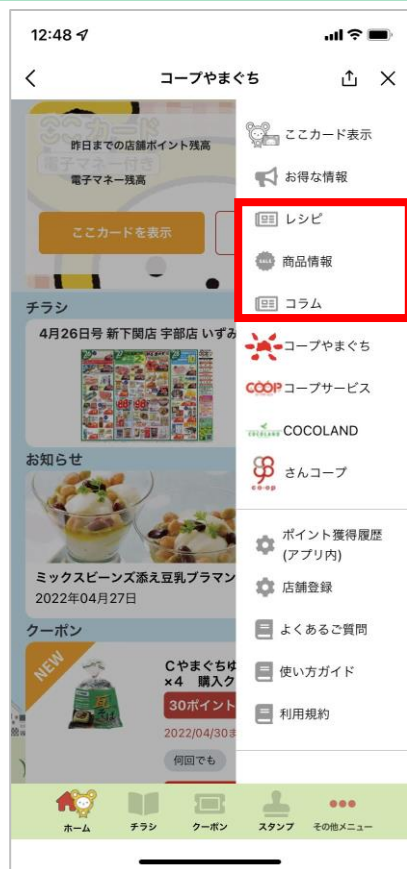 12:48
コープやまぐち
ここカード
電子マネー付き
昨日までの店舗ポイント残高
電子マネー残高
ここカードを表示
チラシ
4月26日号 新下関店 宇部店 いずみ
お知らせ
ミックスビーンズ添え豆乳ブラマン
2022年04月27日
クーポン
NEW
Cやまぐちゆ
×4 購入ク
30ポイント
2022/04/30ま
何回でも
ここカード表示
お得な情報
レシピ
SALE
商品情報
コラム
コープやまぐち
COOP
コープサービス
COCOLAND
COCOLAND
さんコープ
co-op
ポイント獲得履歴
(アプリ内)
店舗登録
よくあるご質問
使い方ガイド
利用規約
ホーム
チラシ
クーポン
スタンプ
その他メニュー